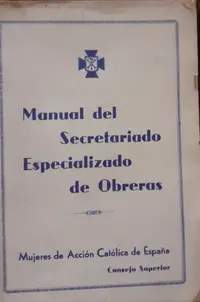 Manual del
Secretariado
Especializado
de Obreras
Mujeres de Acción Católica de España
Consejo Superior